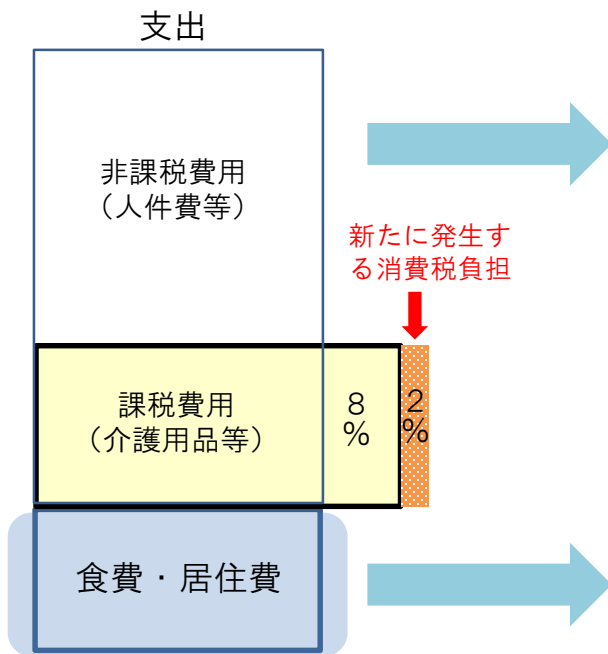 支出
非課税費用
（人件費等）
新たに発生す
る消費税負担
課税費用
（介護用品等）
8
%
2
%
食費・居住費